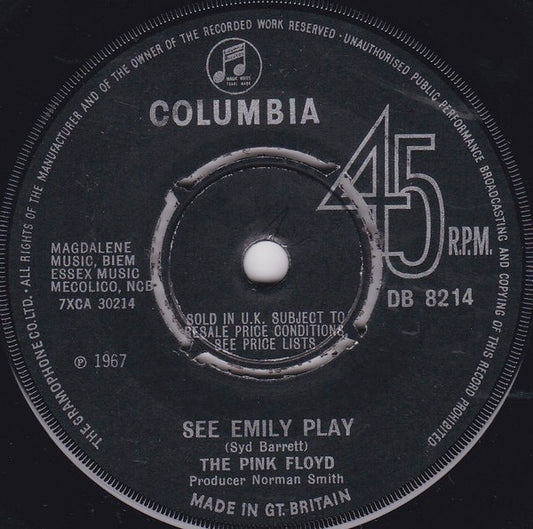 THE GRAMOPHONE CO. LTD. · ALL RIGHTS OF THE MANUFACTURER AND OF THE OWNER OF THE RECORDED WORK RESERVED · UNAUTHORISED PUBLIC PERFORMANCE BROADCASTING AND COPYING OF THIS RECORD PROHIBITED
MAGIC NOTES
TRADE MARK
COLUMBIA
45
R.P.M.
MAGDALENE
MUSIC, BIEM
ESSEX MUSIC
MECOLICO, NCB
7XCA 30214
DB 8214
SOLD IN U.K. SUBJECT TO
RESALE PRICE CONDITIONS,
SEE PRICE LISTS
Ⓟ 1967
SEE EMILY PLAY
(Syd Barrett)
THE PINK FLOYD
Producer Norman Smith
MADE IN GT. BRITAIN